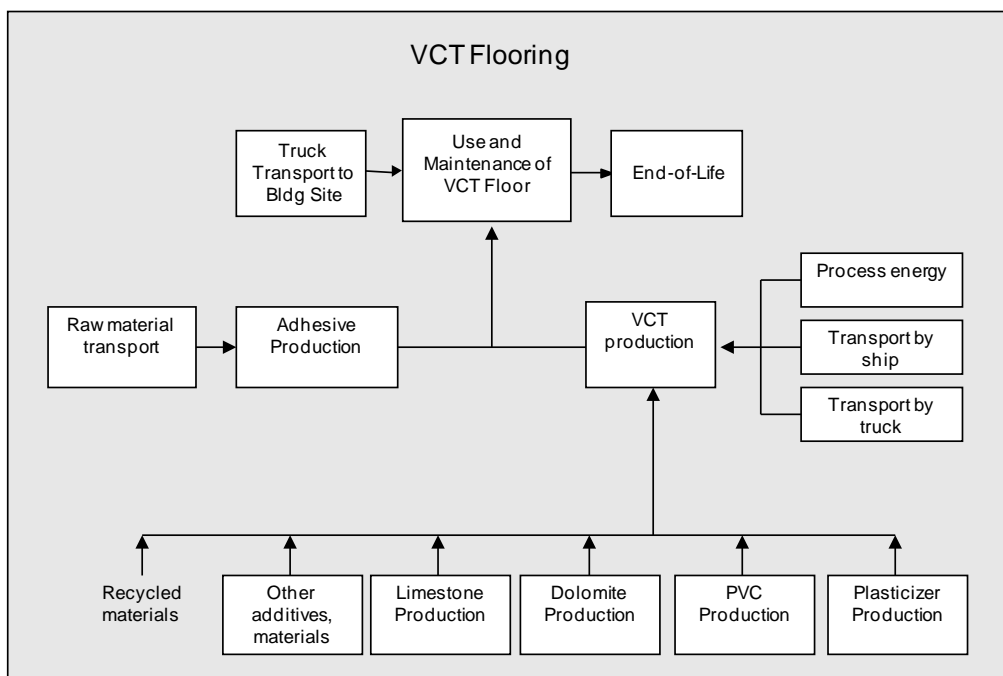 VCT Flooring
Truck
Transport to
Bldg Site
Use and
Maintenance of
VCT Floor
End-of-Life
Raw material
transport
Adhesive
Production
VCT
production
Process energy
Transport by
ship
Transport by
truck
Recycled
materials
Other
additives,
materials
Limestone
Production
Dolomite
Production
PVC
Production
Plasticizer
Production